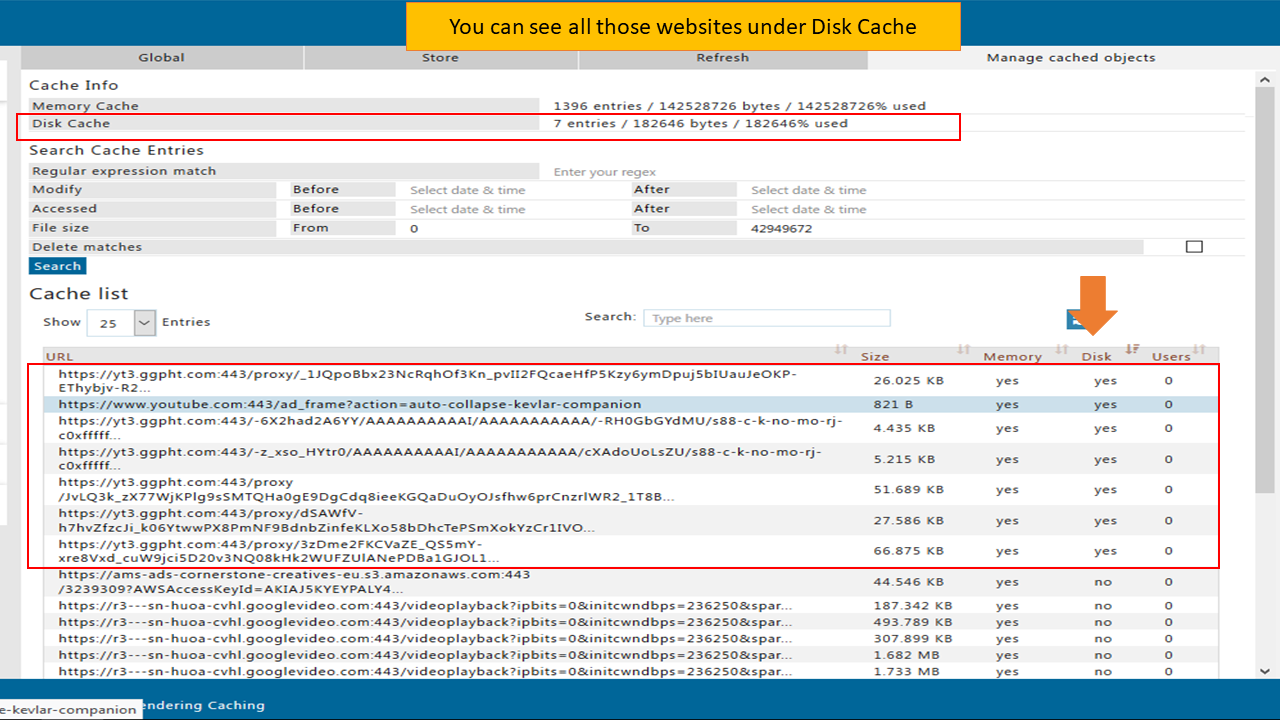 You can see all those websites under Disk Cache
Global Store Refresh Manage cached objects
Cache Info
Memory Cache 1396 entries / 142528726 bytes / 142528726% used
Disk Cache 7 entries / 182646 bytes / 182646% used
Search Cache Entries
Regular expression match Enter your regex
Modify Before Select date & time After Select date & time
Accessed Before Select date & time After Select date & time
File size From 0 To 42949672
Delete matches
Search
Cache list
Show 25 Entries Search: Type here
URL Size Memory Disk Users
https://yt3.ggpht.com:443/proxy/_1JQpoBbx23NcRqhOf3Kn_pvII2FQcaeHfP5Kzy6ymDpuj5bIUauJeOKP-
EThybjv-R2... 26.025 KB yes yes 0
https://www.youtube.com:443/ad_frame?action=auto-collapse-kevlar-companion 821 B yes yes 0
https://yt3.ggpht.com:443/-6X2had2A6YY/AAAAAAAAAAI/AAAAAAAAAAA/-RH0GbGYdMU/s88-c-k-no-mo-rj-
c0xfffff... 4.435 KB yes yes 0
https://yt3.ggpht.com:443/-z_xso_HYtr0/AAAAAAAAAAI/AAAAAAAAAAA/cXAdoUoLsZU/s88-c-k-no-mo-rj-
c0xfffff... 5.215 KB yes yes 0
https://yt3.ggpht.com:443/proxy
/JvLQ3k_zX77WjKPlg9sSMTQHa0gE9DgCdq8ieeKGQaDuOyOJsfhw6prCnzrlWR2_1T8B... 51.689 KB yes yes 0
https://yt3.ggpht.com:443/proxy/dSAWfV-
h7hvZfzcJi_k06YtwwPX8PmNF9BdnbZinfeKLXo58bDhcTePSmXokYzCr1IVO... 27.586 KB yes yes 0
https://yt3.ggpht.com:443/proxy/3zDme2FKCVaZE_QS5mY-
xre8Vxd_cuW9jci5D20v3NQ08kHk2WUFZUlANePDBa1GJOL1... 66.875 KB yes yes 0
https://ams-ads-cornerstone-creatives-eu.s3.amazonaws.com:443
/3239309?AWSAccessKeyId=AKIAJ5KYEYPALY4... 44.546 KB yes no 0
https://r3---sn-huoa-cvhl.googlevideo.com:443/videoplayback?ipbits=0&initcwndbps=236250&spar... 187.342 KB yes no 0
https://r3---sn-huoa-cvhl.googlevideo.com:443/videoplayback?ipbits=0&initcwndbps=236250&spar... 493.789 KB yes no 0
https://r3---sn-huoa-cvhl.googlevideo.com:443/videoplayback?ipbits=0&initcwndbps=236250&spar... 307.899 KB yes no 0
https://r3---sn-huoa-cvhl.googlevideo.com:443/videoplayback?ipbits=0&initcwndbps=236250&spar... 1.682 MB yes no 0
https://r3---sn-huoa-cvhl.googlevideo.com:443/videoplayback?ipbits=0&initcwndbps=236250&spar... 1.733 MB yes no 0
e-kevlar-companion endering Caching